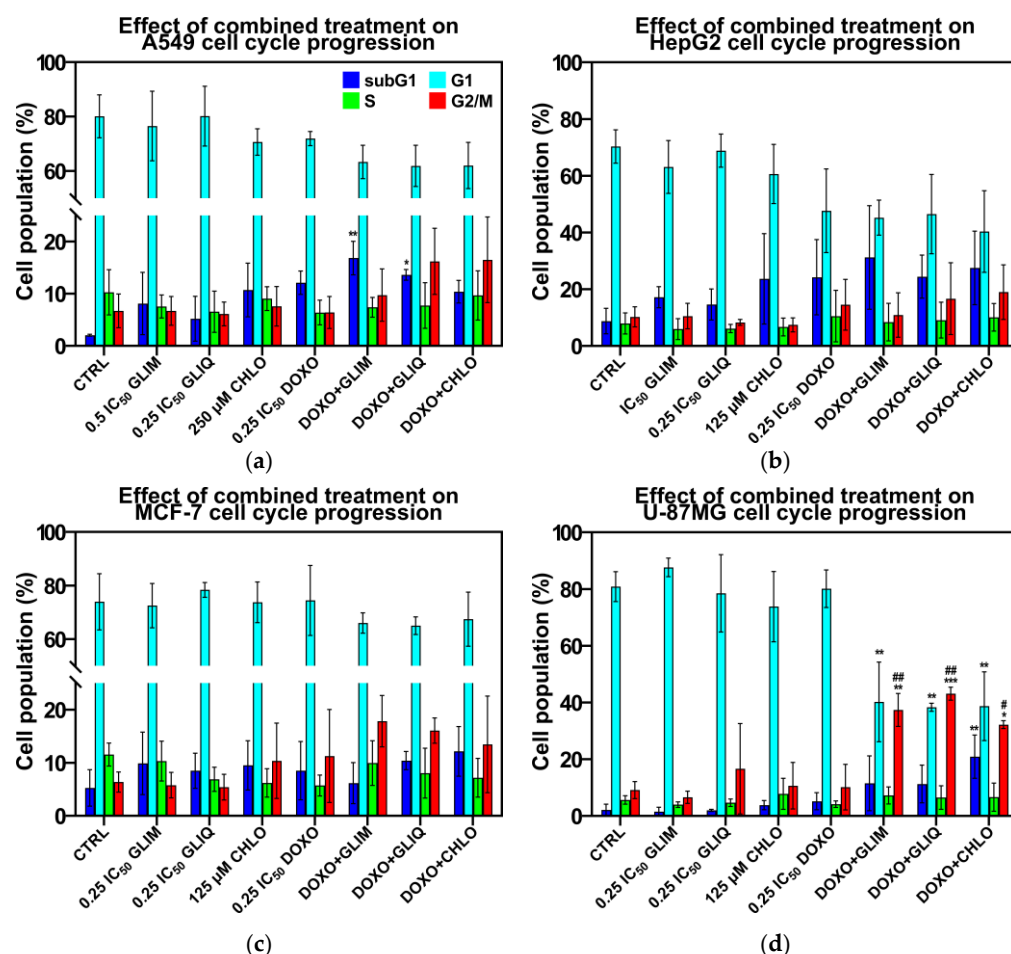 Effect of combined treatment on
A549 cell cycle progression
Cell population (%)
100
80
60
20
10
0
subG1
G1
S
G2/M
**
*
CTRL
0.5 IC50 GLIM
0.25 IC50 GLIQ
250 µM CHLO
0.25 IC50 DOXO
DOXO+GLIM
DOXO+GLIQ
DOXO+CHLO
(a)
Effect of combined treatment on
HepG2 cell cycle progression
Cell population (%)
100
80
60
40
20
0
CTRL
IC50 GLIM
0.25 IC50 GLIQ
125 µM CHLO
0.25 IC50 DOXO
DOXO+GLIM
DOXO+GLIQ
DOXO+CHLO
(b)
Effect of combined treatment on
MCF-7 cell cycle progression
Cell population (%)
100
80
60
20
10
0
CTRL
0.25 IC50 GLIM
0.25 IC50 GLIQ
125 µM CHLO
0.25 IC50 DOXO
DOXO+GLIM
DOXO+GLIQ
DOXO+CHLO
(c)
Effect of combined treatment on
U-87MG cell cycle progression
Cell population (%)
100
80
60
40
20
0
**
##
**
**
##
***
**
**
#
*
CTRL
0.25 IC50 GLIM
0.25 IC50 GLIQ
125 µM CHLO
0.25 IC50 DOXO
DOXO+GLIM
DOXO+GLIQ
DOXO+CHLO
(d)